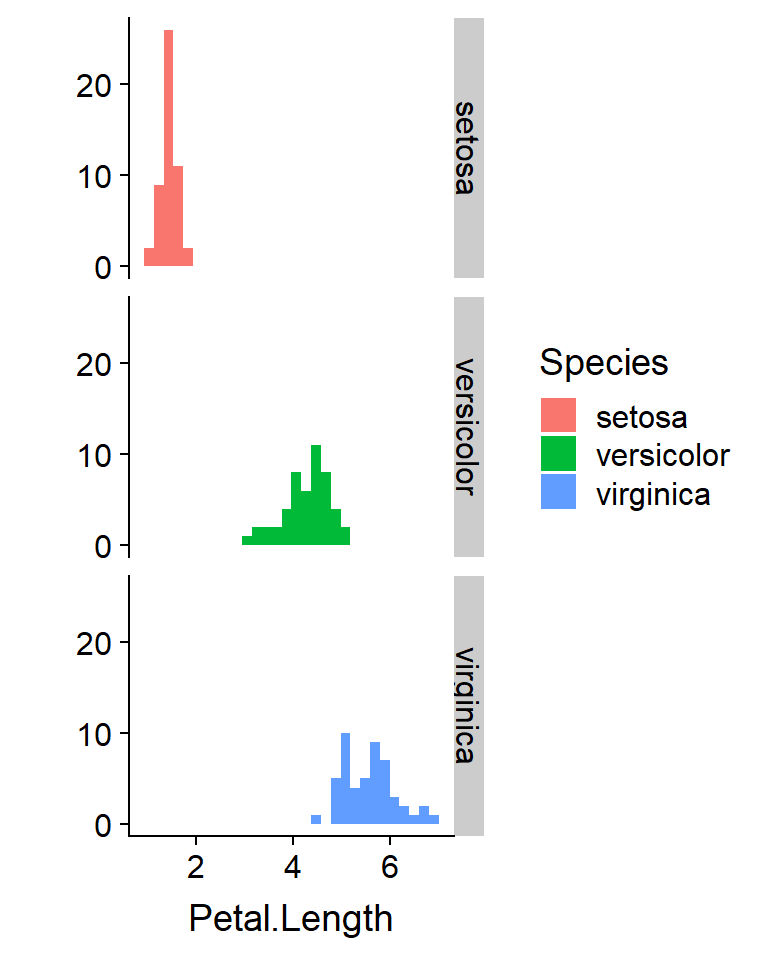 20
10
0
setosa
20
10
0
versicolor
20
10
0
virginica
2 4 6
Petal.Length
Species
setosa
versicolor
virginica